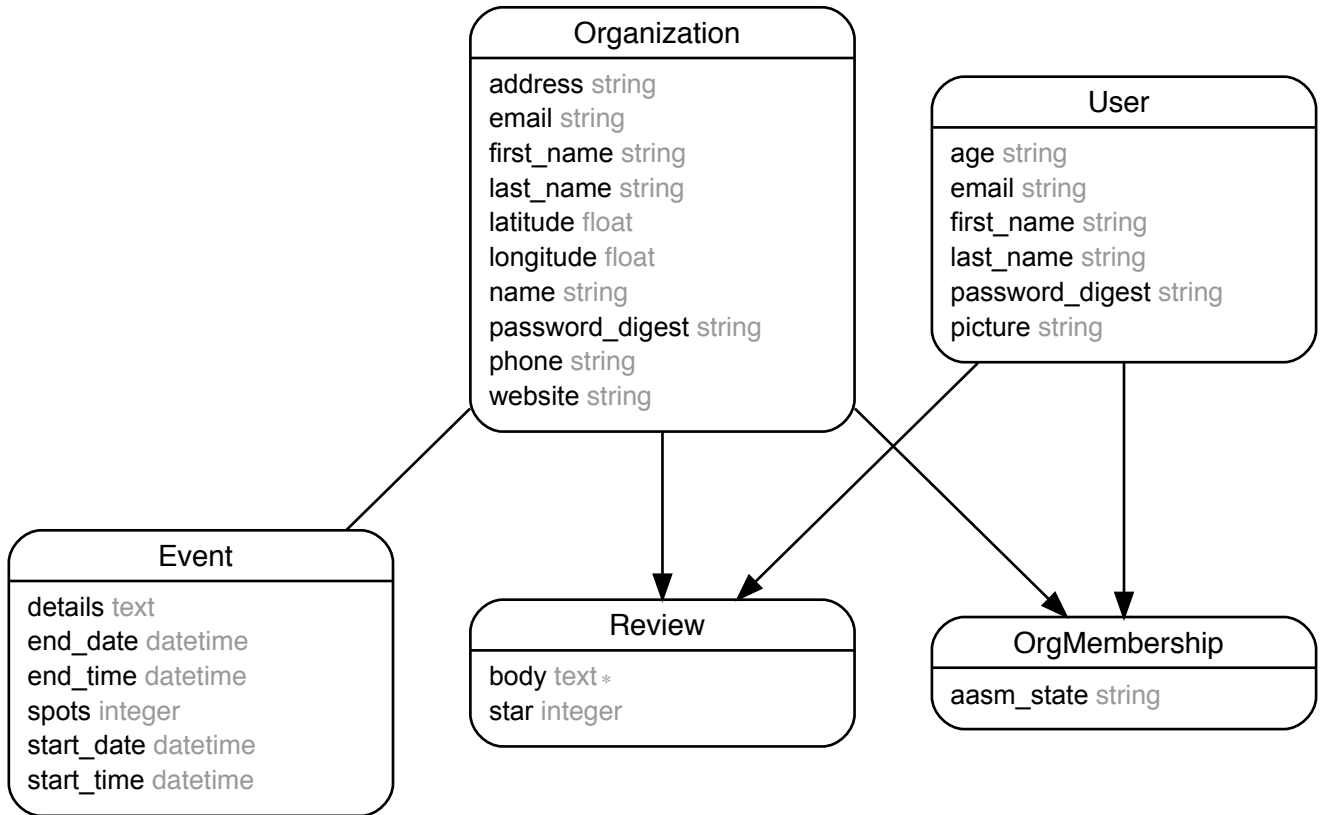 Organization
address string
email string
first_name string
last_name string
latitude float
longitude float
name string
password_digest string
phone string
website string
User
age string
email string
first_name string
last_name string
password_digest string
picture string
Event
details text
end_date datetime
end_time datetime
spots integer
start_date datetime
start_time datetime
Review
body text *
star integer
OrgMembership
aasm_state string